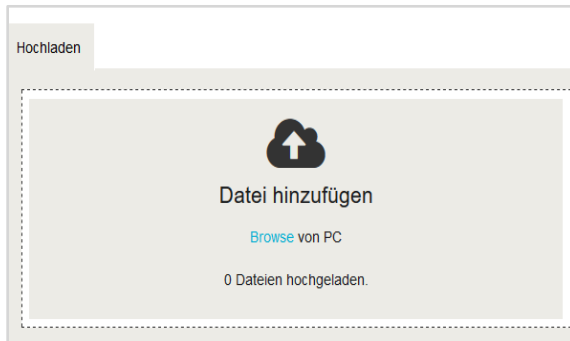 Hochladen
Datei hinzufügen
Browse von PC
0 Dateien hochgeladen.